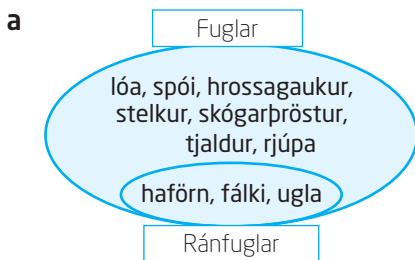 a
Fuglar
lóa, spói, hrossagaukur,
stelkur, skógarþröstur,
tjaldur, rjúpa
haförn, fálki, ugla
Ránfuglar